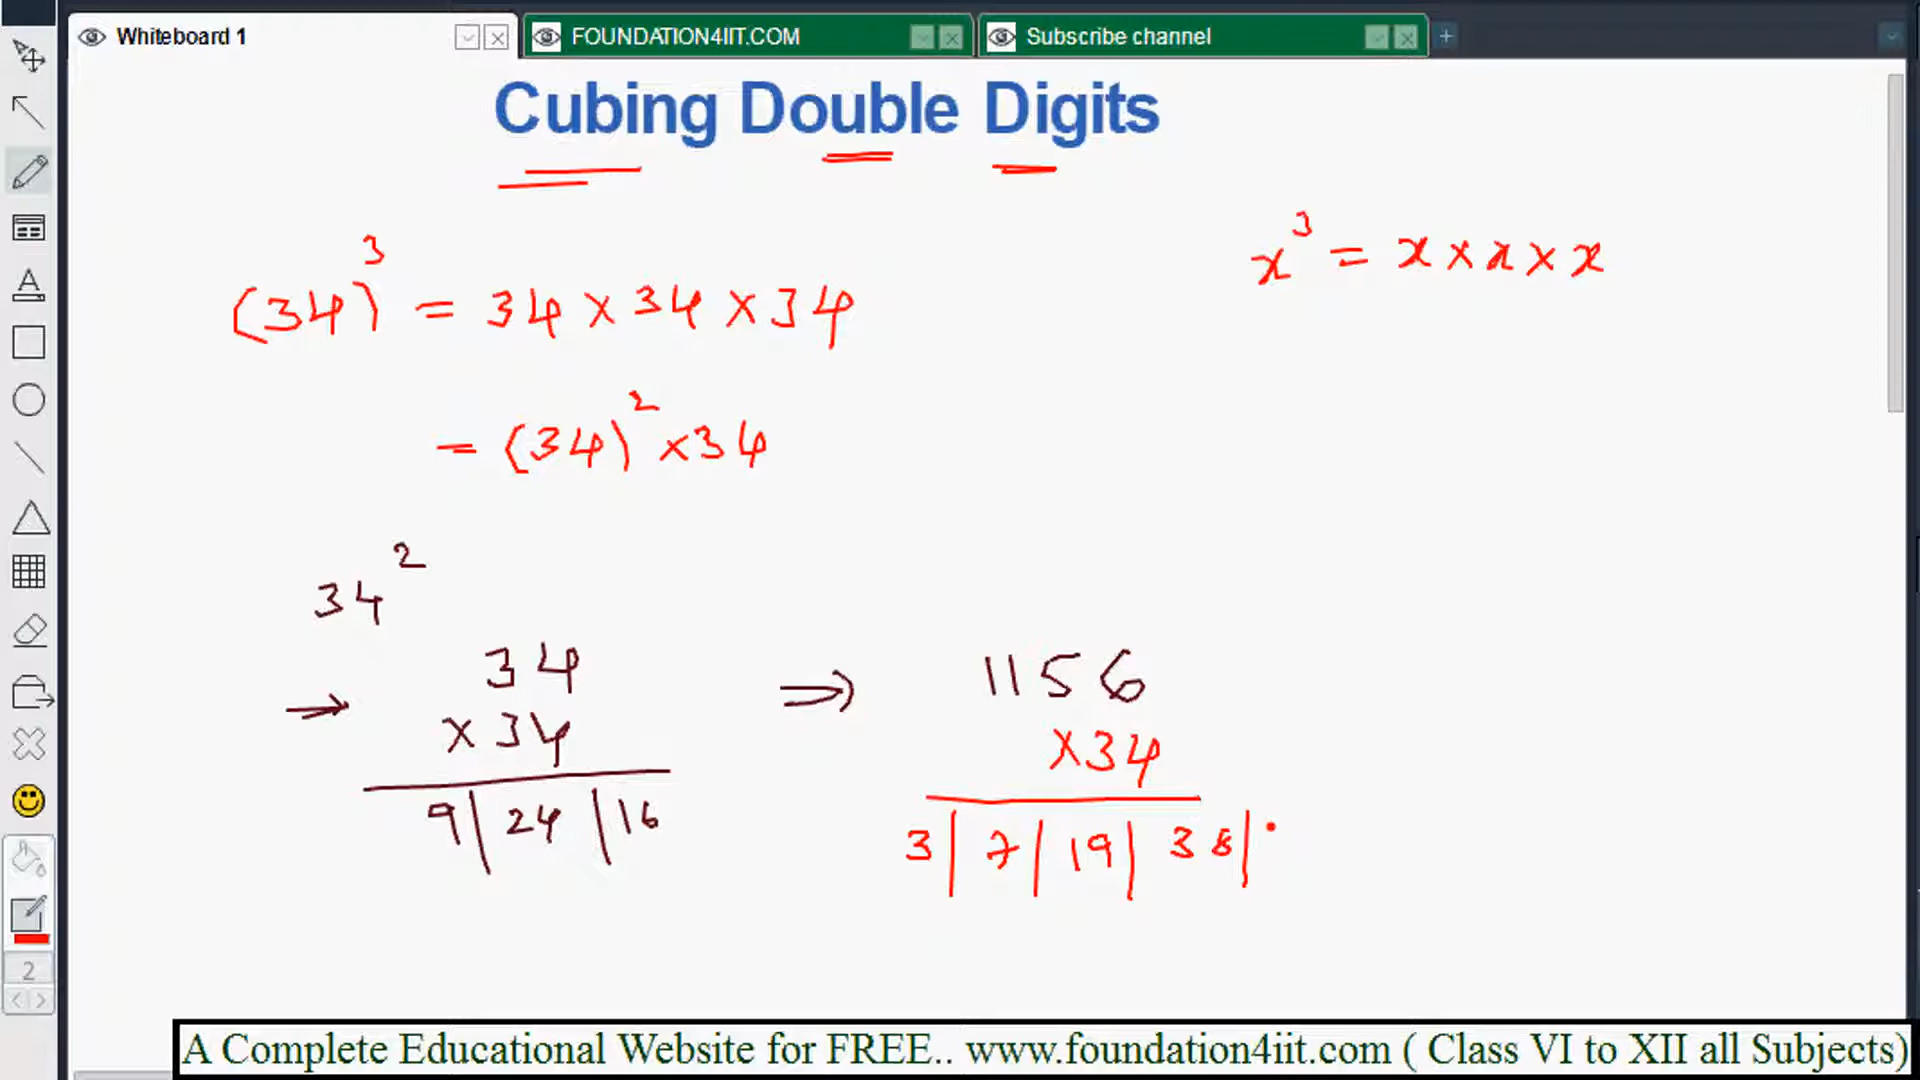 Whiteboard 1
FOUNDATION4IIT.COM
Subscribe channel
Cubing Double Digits
x³ = x × x × x
(34)³ = 34 × 34 × 34
= (34)² × 34
34²
→ 34
× 34
9 | 24 | 16
⇒ 1156
× 34
3 | 7 | 19 | 38 |
2
A Complete Educational Website for FREE.. www.foundation4iit.com ( Class VI to XII all Subjects)